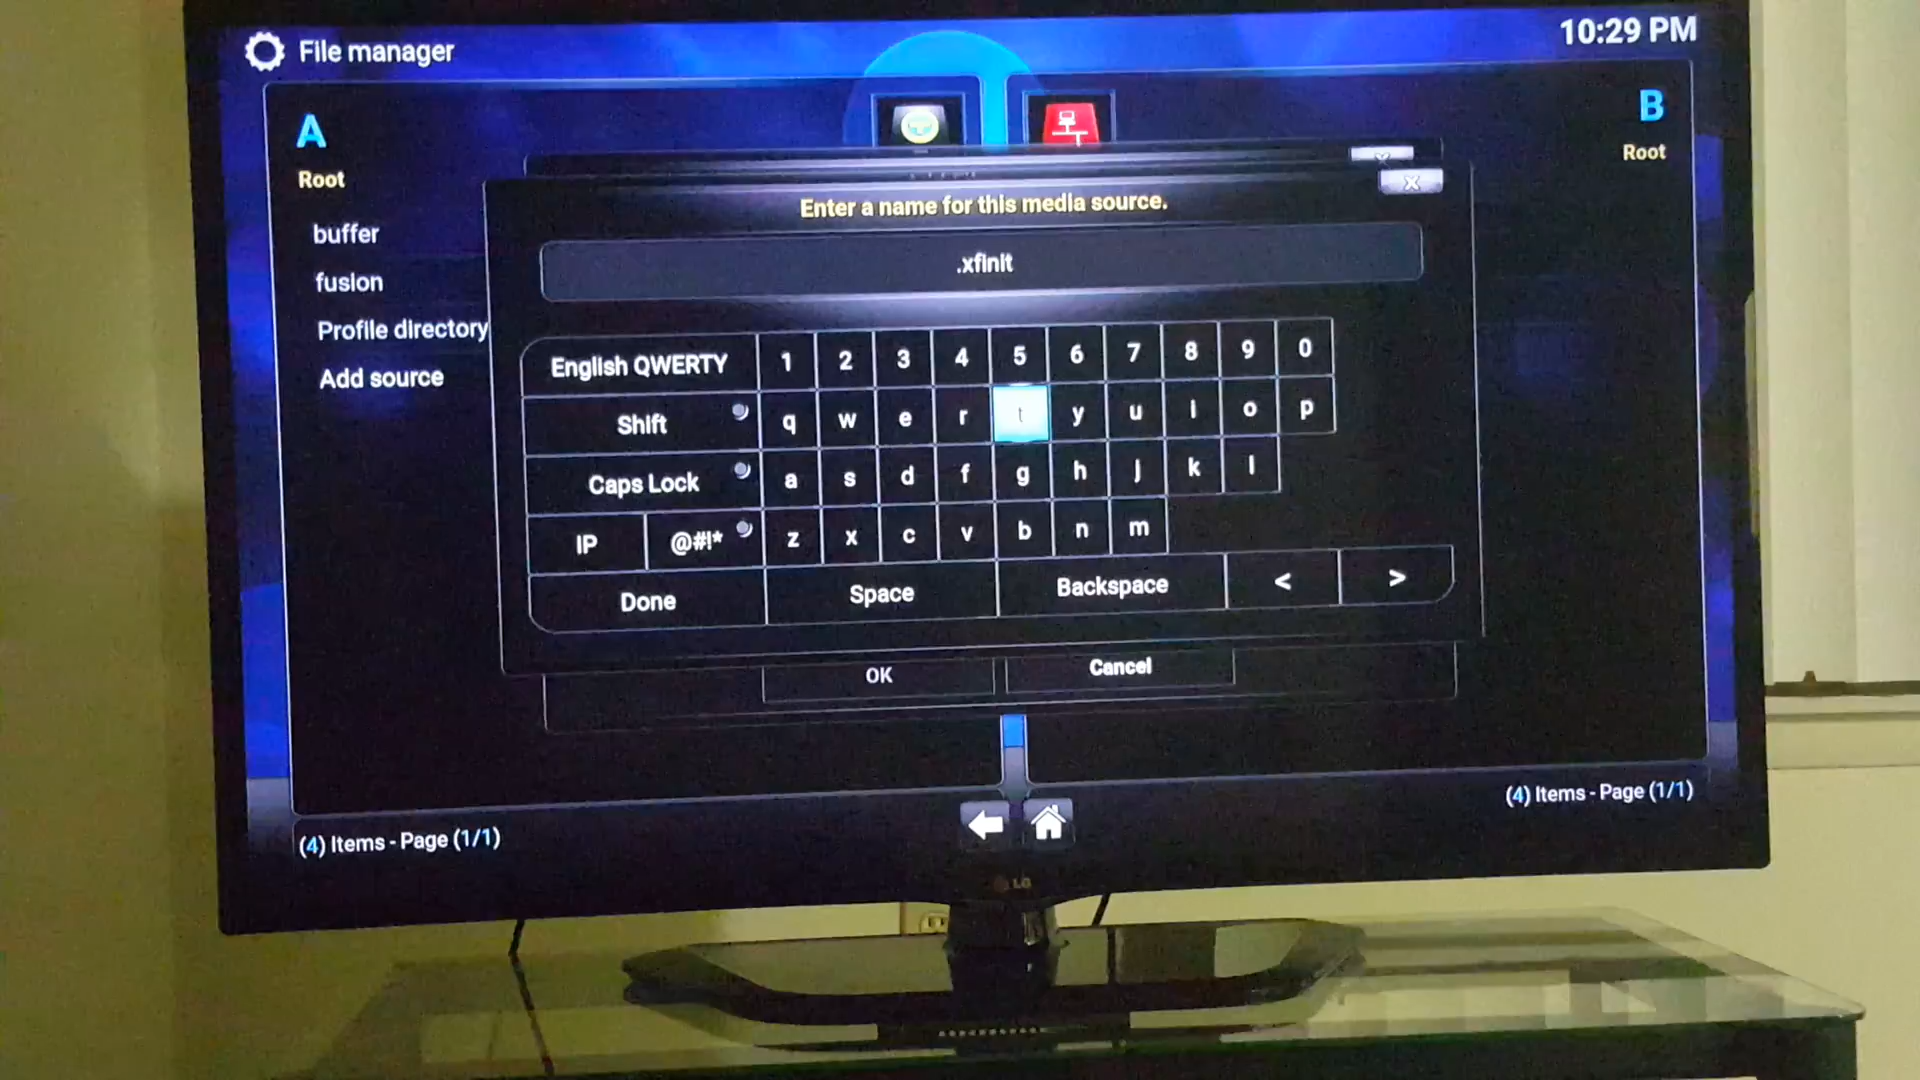 File manager
10:29 PM
A
B
Root
Root
buffer
fusion
Profile directory
Add source
Enter a name for this media source.
.xfinit
English QWERTY 1 2 3 4 5 6 7 8 9 0
Shift q w e r t y u i o p
Caps Lock a s d f g h j k l
IP @#!* z x c v b n m
Done Space Backspace < >
OK Cancel
(4) Items - Page (1/1)
(4) Items - Page (1/1)
LG